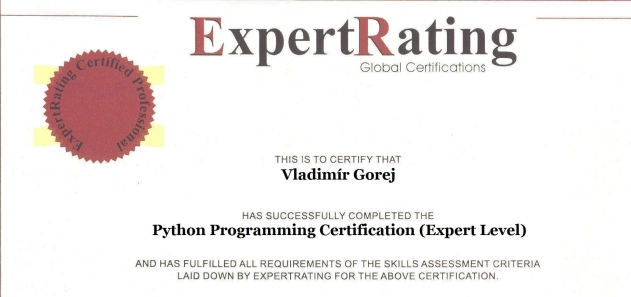 ExpertRating
Global Certifications
ExpertRating Certified Professional
THIS IS TO CERTIFY THAT
Vladimír Gorej
HAS SUCCESSFULLY COMPLETED THE
Python Programming Certification (Expert Level)
AND HAS FULFILLED ALL REQUIREMENTS OF THE SKILLS ASSESSMENT CRITERIA
LAID DOWN BY EXPERTRATING FOR THE ABOVE CERTIFICATION.